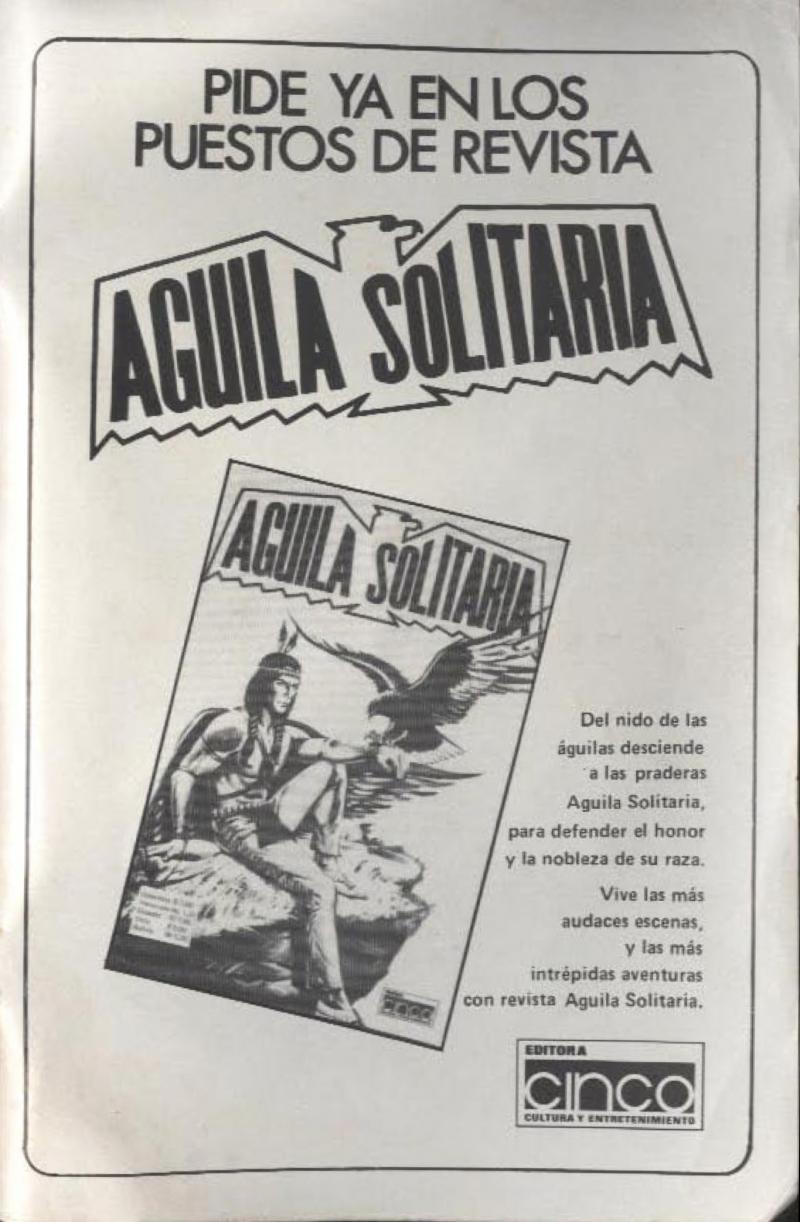 PIDE YA EN LOS
PUESTOS DE REVISTA
AGUILA SOLITARIA
AGUILA SOLITARIA
Del nido de las
águilas desciende
a las praderas
Aguila Solitaria,
para defender el honor
y la nobleza de su raza.
Vive las más
audaces escenas,
y las más
intrépidas aventuras
con revista Aguila Solitaria.
cinco
EDITORA
cinco
CULTURA Y ENTRETENIMIENTO